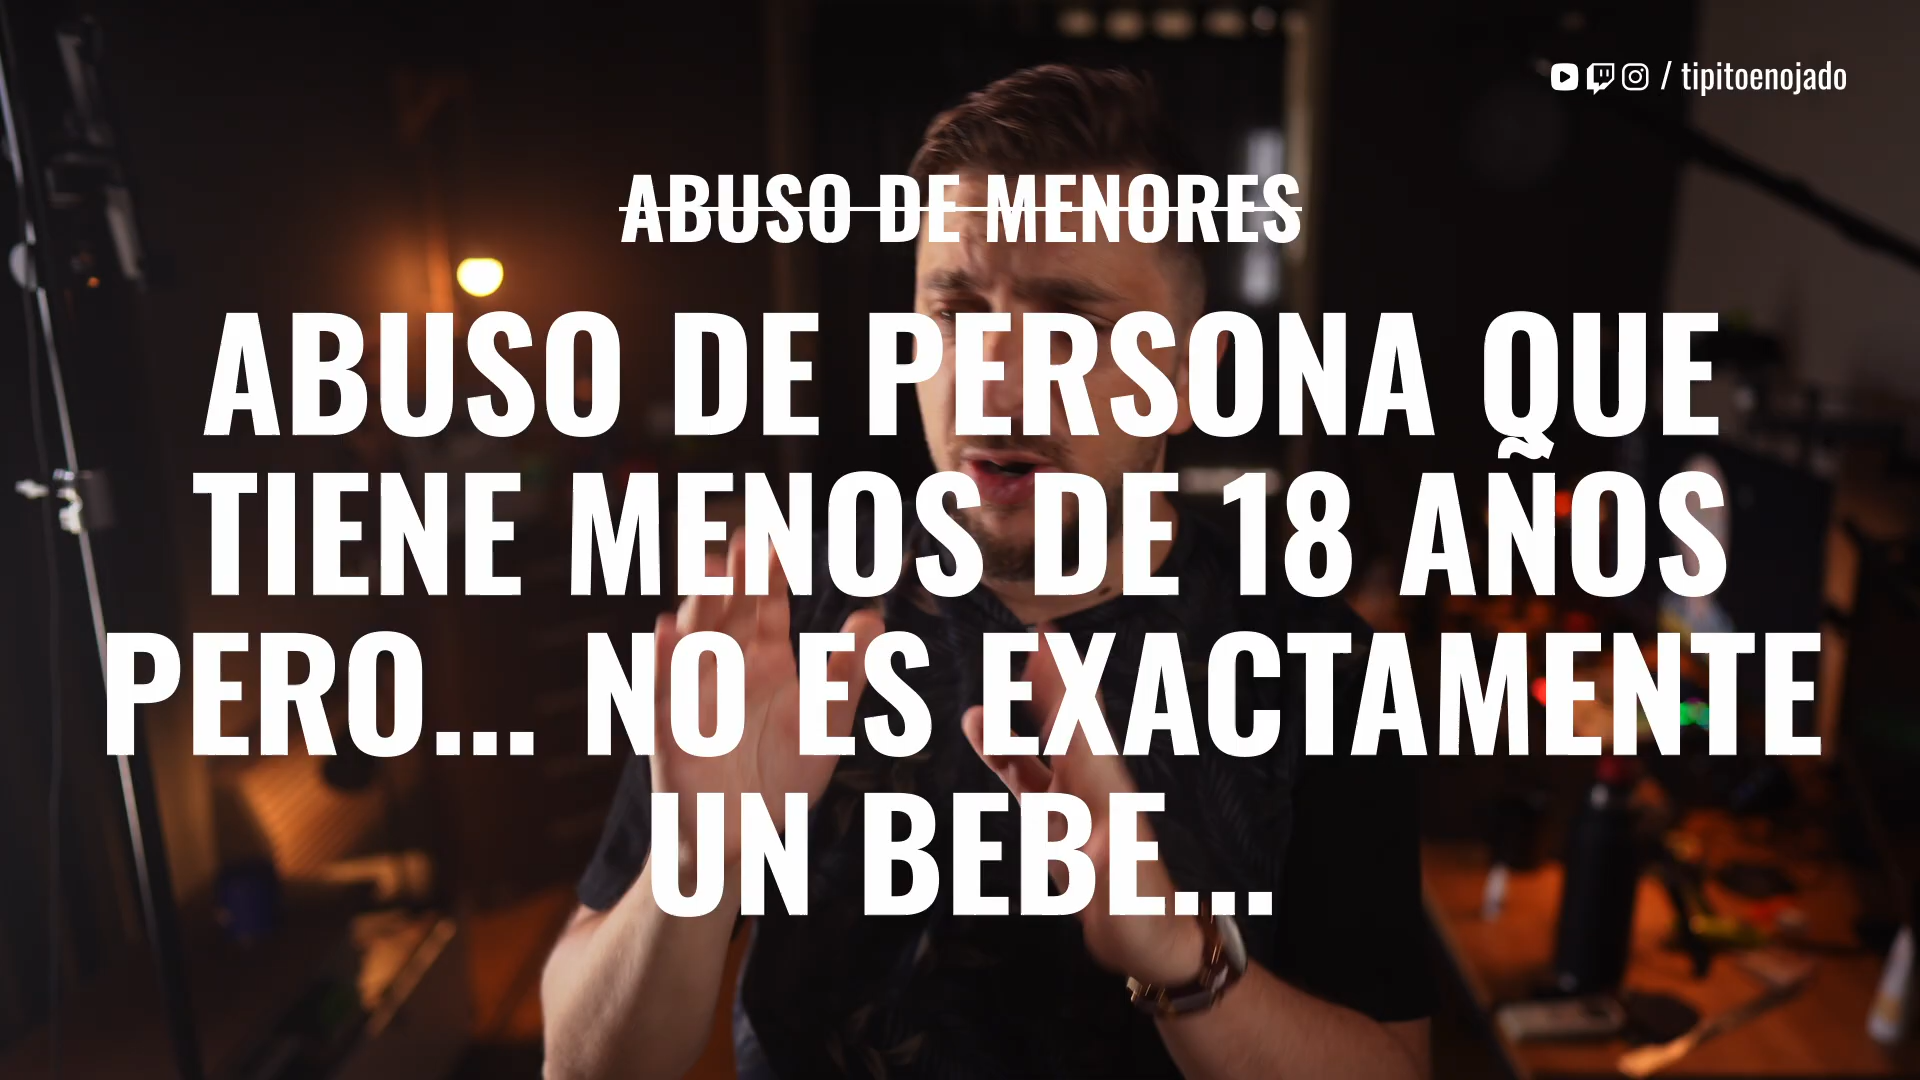 / tipitoenojado
ABUSO DE MENORES
ABUSO DE PERSONA QUE
TIENE MENOS DE 18 AÑOS
PERO... NO ES EXACTAMENTE
UN BEBE...